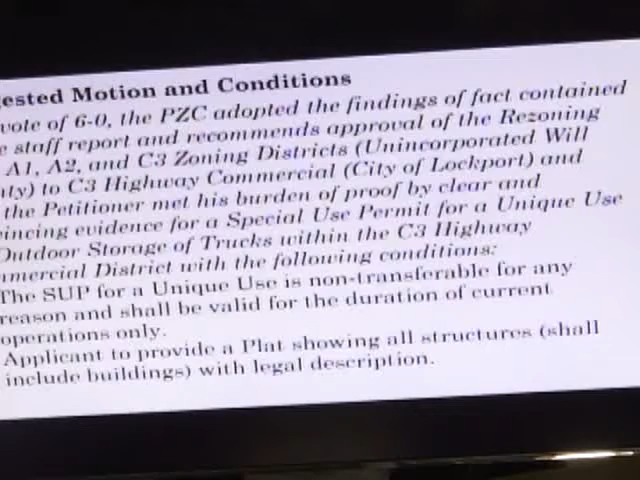 ested Motion and Conditions
vote of 6-0, the PZC adopted the findings of fact contained
e staff report and recommends approval of the Rezoning
A1, A2, and C3 Zoning Districts (Unincorporated Will
nty) to C3 Highway Commercial (City of Lockport) and
the Petitioner met his burden of proof by clear and
incing evidence for a Special Use Permit for a Unique Use
Outdoor Storage of Trucks within the C3 Highway
mmercial District with the following conditions:
The SUP for a Unique Use is non-transferable for any
reason and shall be valid for the duration of current
operations only.
Applicant to provide a Plat showing all structures (shall
include buildings) with legal description.